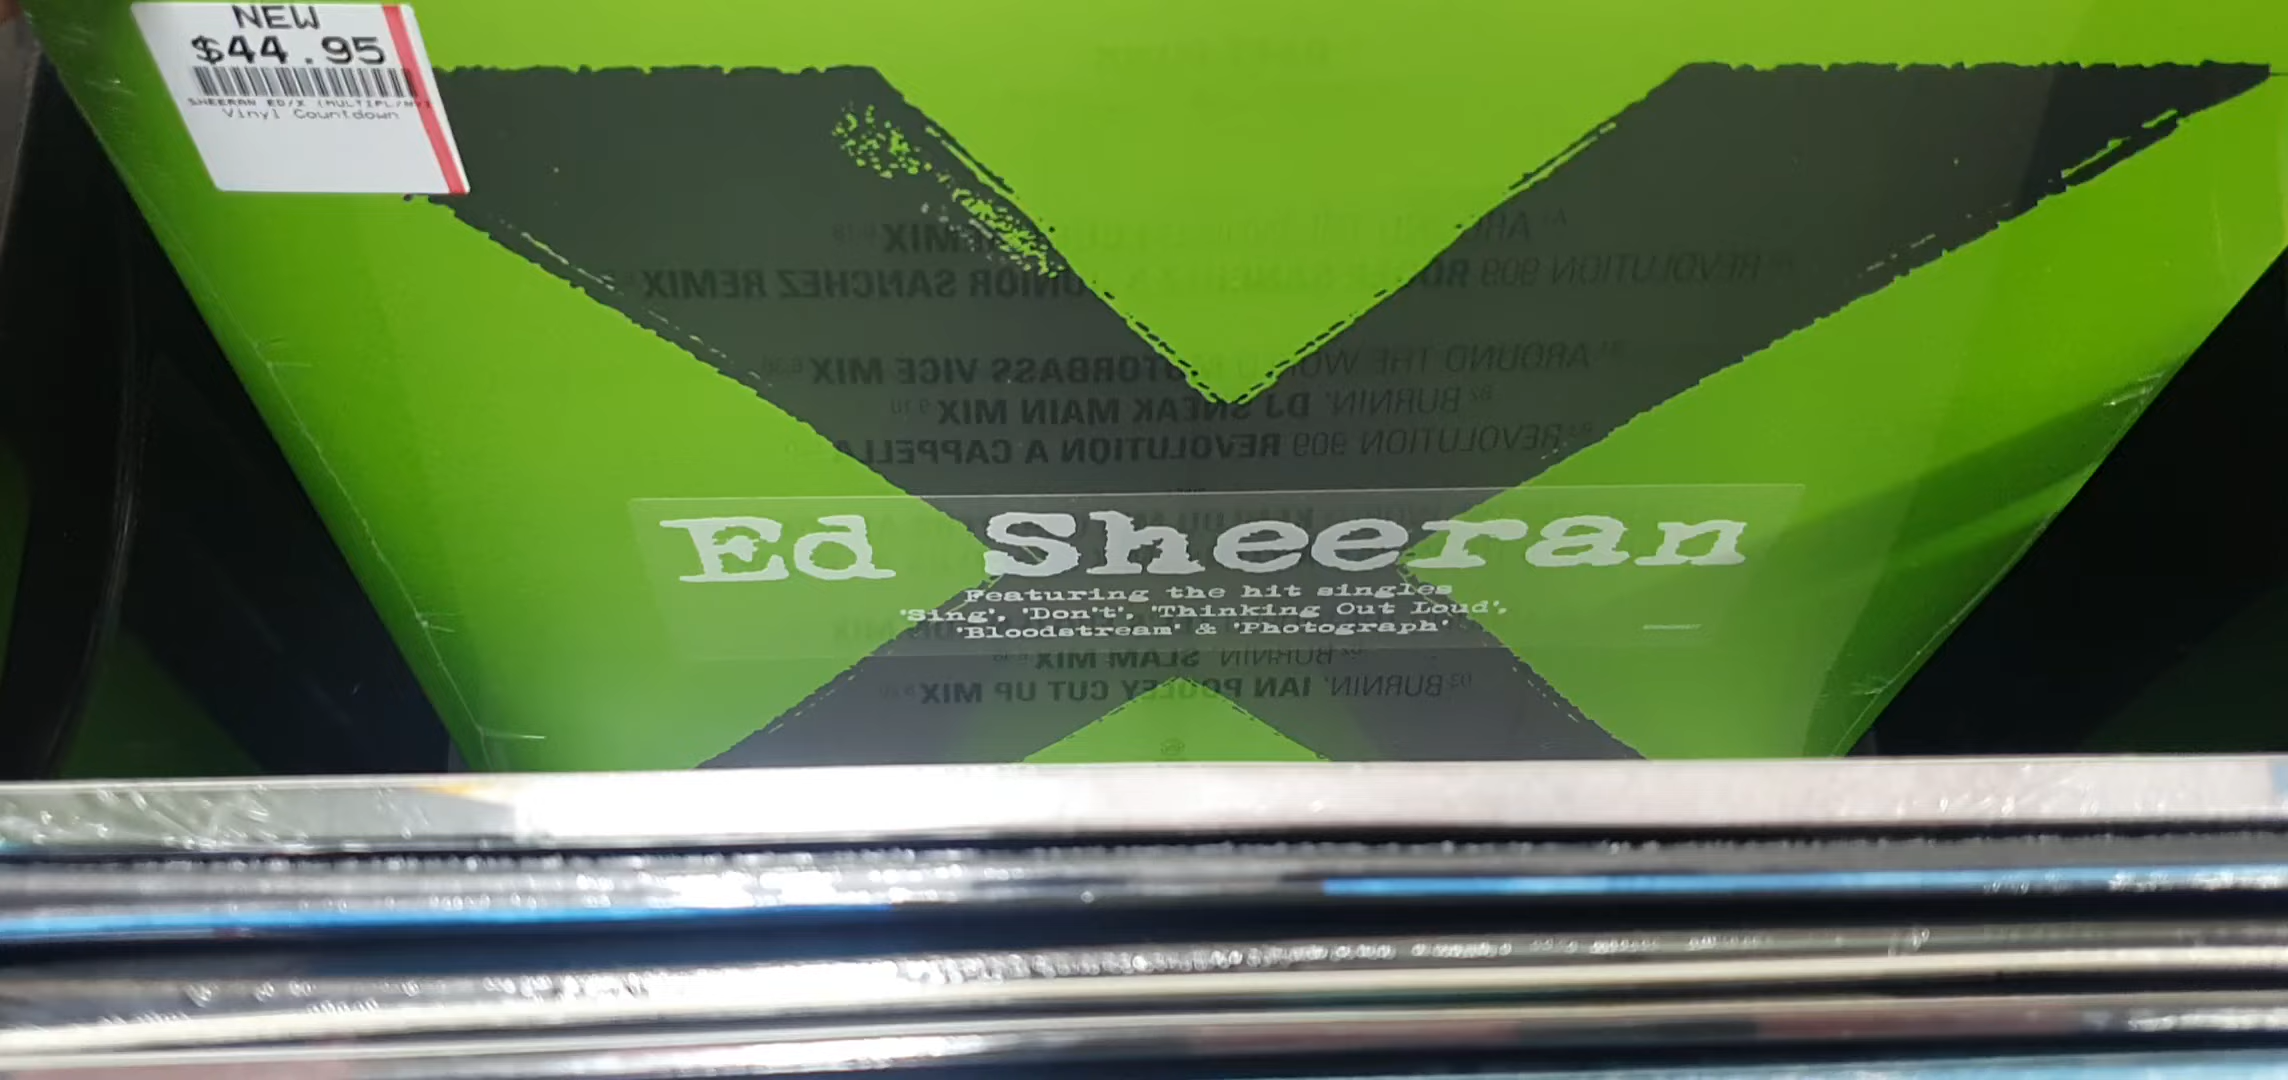 NEW
$44.95
SHEERAN ED/X (MULTIPL/NY)
Vinyl Countdown
REMIX
REVOLUTION 909 ROGER SANCHEZ & JUNIOR SANCHEZ REMIX
AROUND THE WORLD MOTORBASS VICE MIX
BURNIN' DJ SNEAK MAIN MIX
REVOLUTION 909 REVOLUTION A CAPPELLA
Ed Sheeran
Featuring the hit singles
'Sing', 'Don't', 'Thinking Out Loud',
'Bloodstream' & 'Photograph'
BURNIN' SLAM MIX
BURNIN' IAN POOLEY CUT UP MIX